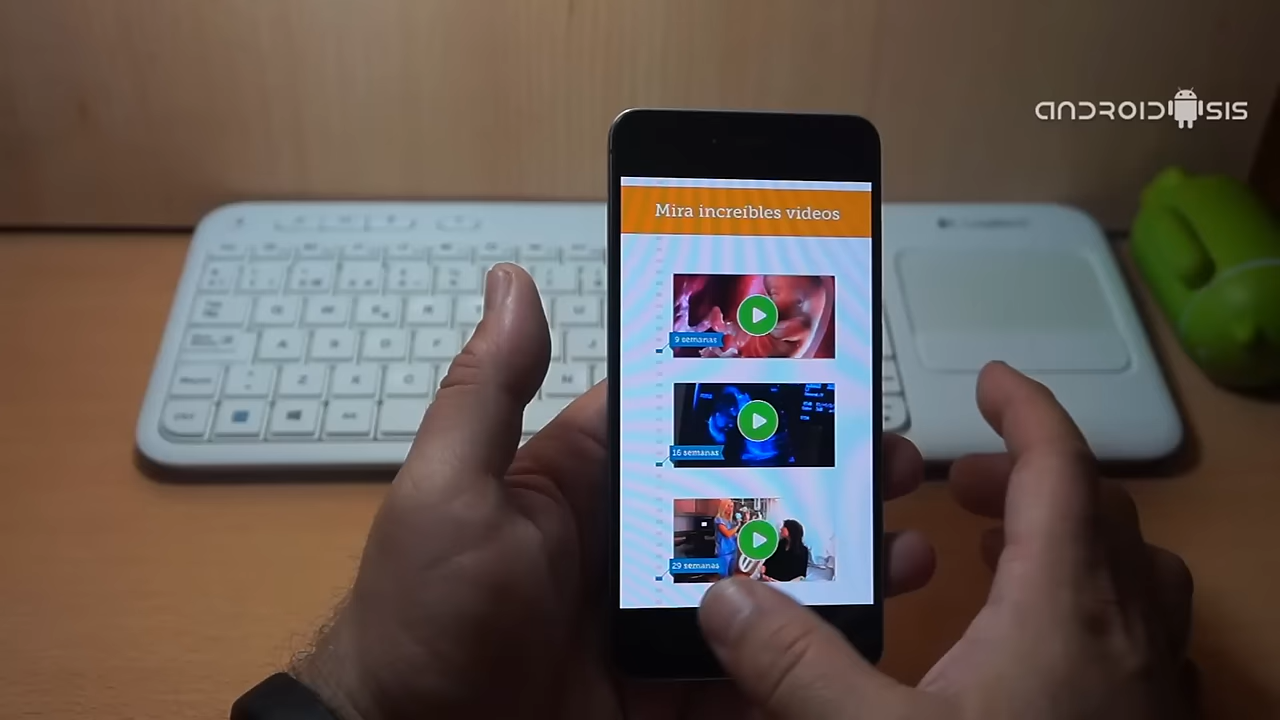 ANDROIDSIS
Mira increíbles videos
9 semanas
16 semanas
29 semanas